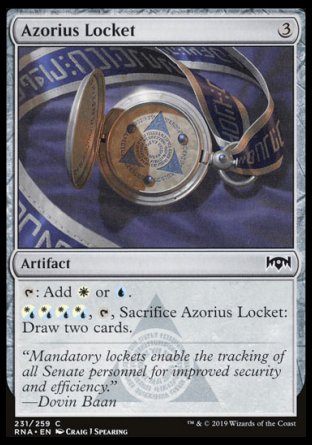 Azorius Locket 3
Artifact
: Add or .
, , Sacrifice Azorius Locket:
Draw two cards.
“Mandatory lockets enable the tracking of
all Senate personnel for improved security
and efficiency.”
—Dovin Baan
231/259 C
RNA • EN Craig J Spearing
™ & © 2019 Wizards of the Coast